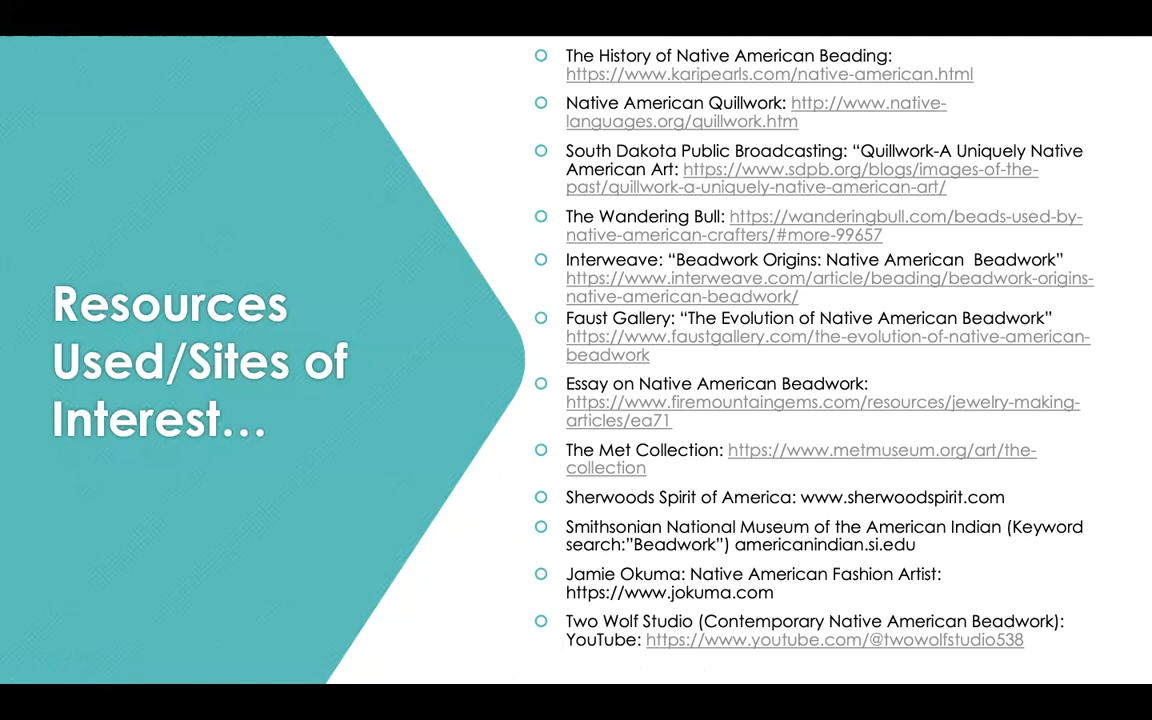 Resources
Used/Sites of
Interest…
The History of Native American Beading:
https://www.karipearls.com/native-american.html
Native American Quillwork: http://www.native-
languages.org/quillwork.htm
South Dakota Public Broadcasting: “Quillwork-A Uniquely Native
American Art: https://www.sdpb.org/blogs/images-of-the-
past/quillwork-a-uniquely-native-american-art/
The Wandering Bull: https://wanderingbull.com/beads-used-by-
native-american-crafters/#more-99657
Interweave: “Beadwork Origins: Native American  Beadwork”
https://www.interweave.com/article/beading/beadwork-origins-
native-american-beadwork/
Faust Gallery: “The Evolution of Native American Beadwork”
https://www.faustgallery.com/the-evolution-of-native-american-
beadwork
Essay on Native American Beadwork:
https://www.firemountaingems.com/resources/jewelry-making-
articles/ea71
The Met Collection: https://www.metmuseum.org/art/the-
collection
Sherwoods Spirit of America: www.sherwoodspirit.com
Smithsonian National Museum of the American Indian (Keyword
search:”Beadwork”) americanindian.si.edu
Jamie Okuma: Native American Fashion Artist:
https://www.jokuma.com
Two Wolf Studio (Contemporary Native American Beadwork):
YouTube: https://www.youtube.com/@twowolfstudio538